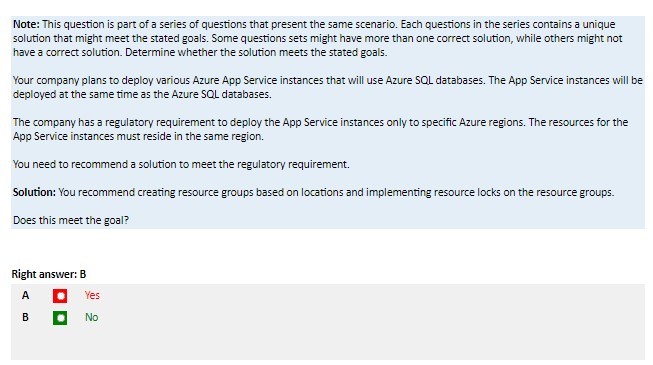 Note: This question is part of a series of questions that present the same scenario. Each questions in the series contains a unique
solution that might meet the stated goals. Some questions sets might have more than one correct solution, while others might not
have a correct solution. Determine whether the solution meets the stated goals.
Your company plans to deploy various Azure App Service instances that will use Azure SQL databases. The App Service instances will be
deployed at the same time as the Azure SQL databases.
The company has a regulatory requirement to deploy the App Service instances only to specific Azure regions. The resources for the
App Service instances must reside in the same region.
You need to recommend a solution to meet the regulatory requirement.
Solution: You recommend creating resource groups based on locations and implementing resource locks on the resource groups.
Does this meet the goal?
Right answer: B
A Yes
B No